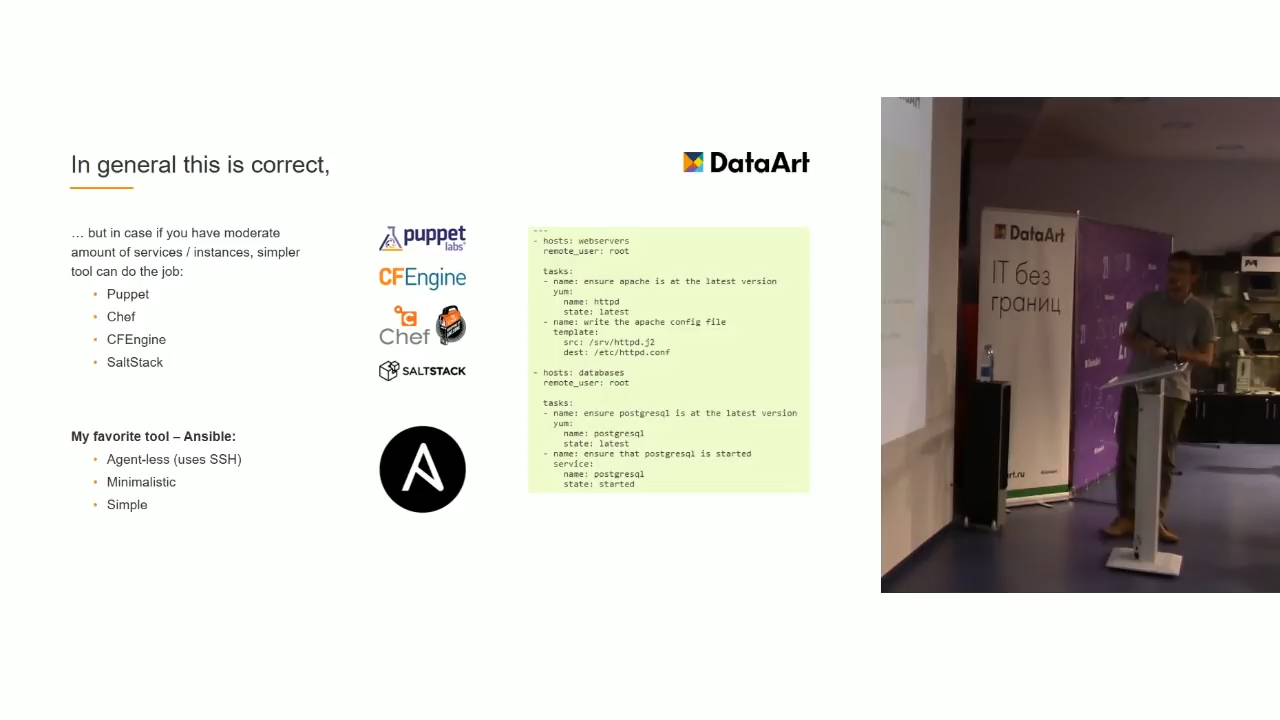 In general this is correct,
DataArt
… but in case if you have moderate
amount of services / instances, simpler
tool can do the job:
• Puppet
• Chef
• CFEngine
• SaltStack
My favorite tool – Ansible:
• Agent-less (uses SSH)
• Minimalistic
• Simple
puppet
labs
CFEngine
Chef
SALTSTACK
---
- hosts: webservers
remote_user: root
tasks:
- name: ensure apache is at the latest version
yum:
name: httpd
state: latest
- name: write the apache config file
template:
src: /srv/httpd.j2
dest: /etc/httpd.conf
- hosts: databases
remote_user: root
tasks:
- name: ensure postgresql is at the latest version
yum:
name: postgresql
state: latest
- name: ensure that postgresql is started
service:
name: postgresql
state: started
DataArt
IT без
границ